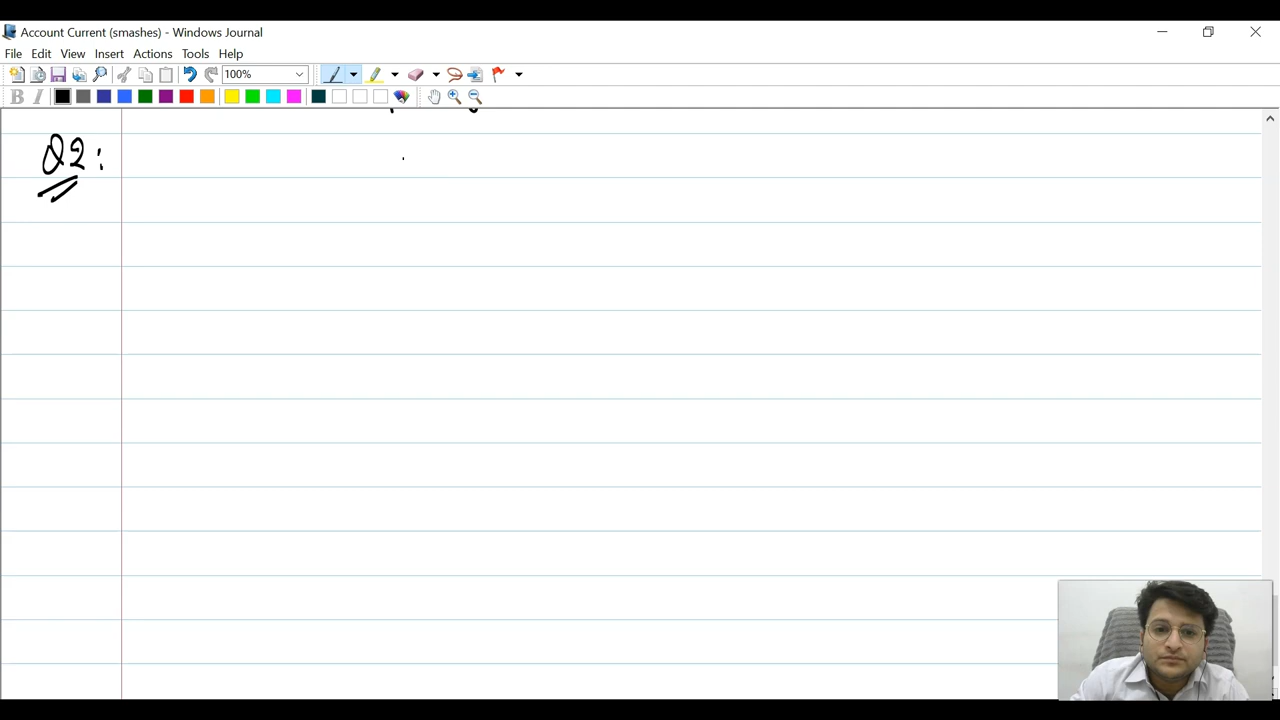 Account Current (smashes) - Windows Journal
File Edit View Insert Actions Tools Help
100%
B I
Q2: